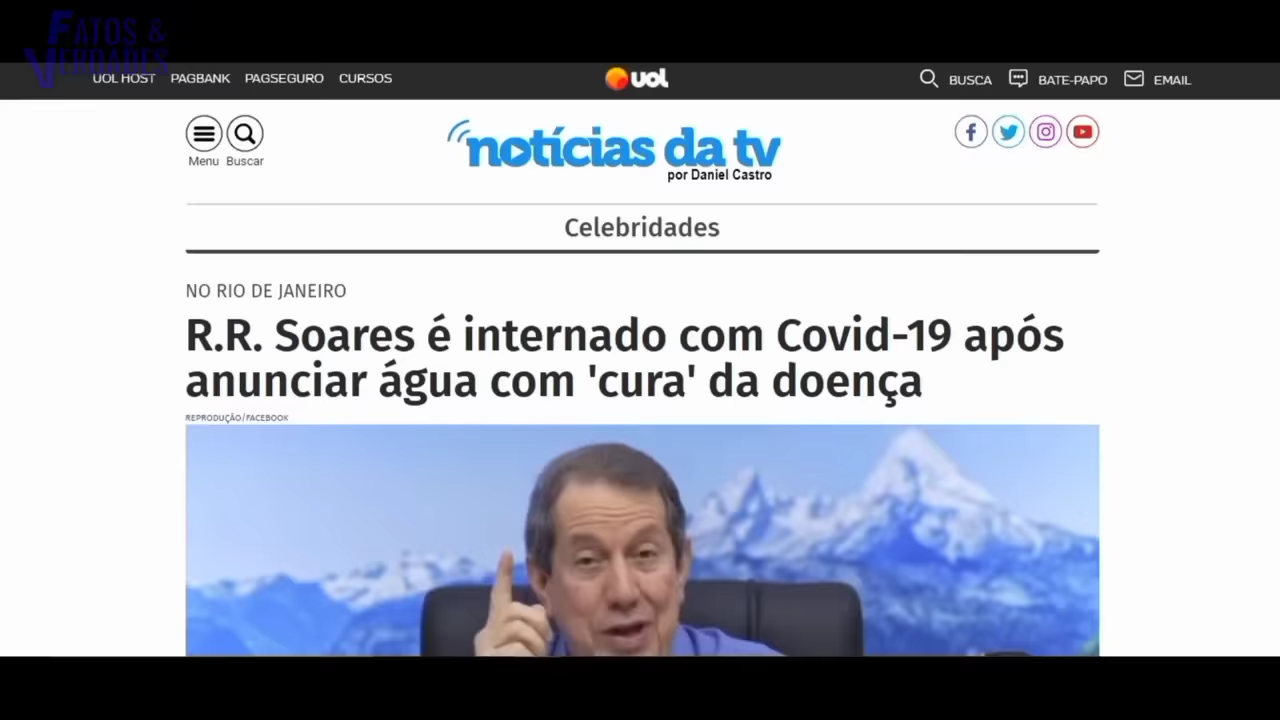 FATOS &
VERDADES
UOL HOST PAGBANK PAGSEGURO CURSOS uol BUSCA BATE-PAPO EMAIL
Menu Buscar
notícias da tv
por Daniel Castro
Celebridades
NO RIO DE JANEIRO
R.R. Soares é internado com Covid-19 após
anunciar água com 'cura' da doença
REPRODUÇÃO/FACEBOOK